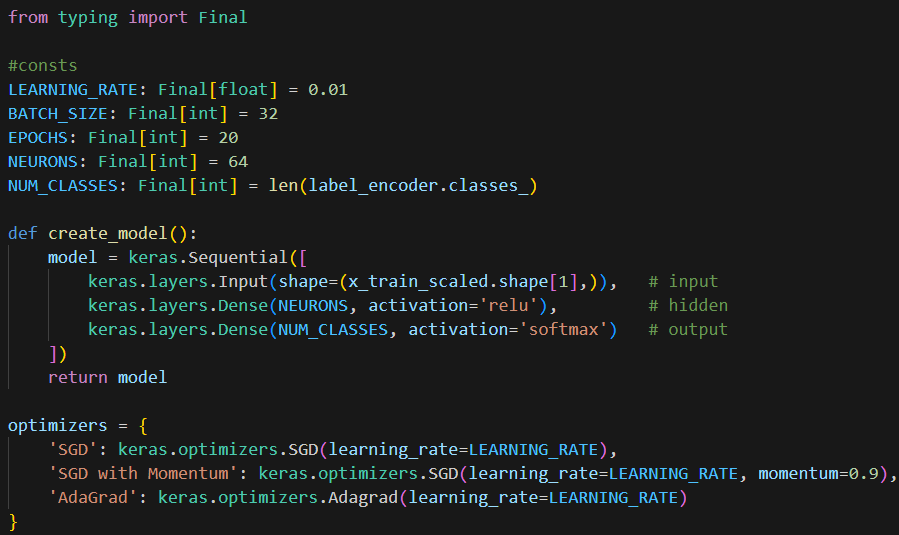 from typing import Final
#consts
LEARNING_RATE: Final[float] = 0.01
BATCH_SIZE: Final[int] = 32
EPOCHS: Final[int] = 20
NEURONS: Final[int] = 64
NUM_CLASSES: Final[int] = len(label_encoder.classes_)
def create_model():
    model = keras.Sequential([
        keras.layers.Input(shape=(x_train_scaled.shape[1],)),   # input
        keras.layers.Dense(NEURONS, activation='relu'),         # hidden
        keras.layers.Dense(NUM_CLASSES, activation='softmax')   # output
    ])
    return model
optimizers = {
    'SGD': keras.optimizers.SGD(learning_rate=LEARNING_RATE),
    'SGD with Momentum': keras.optimizers.SGD(learning_rate=LEARNING_RATE, momentum=0.9),
    'AdaGrad': keras.optimizers.Adagrad(learning_rate=LEARNING_RATE)
}